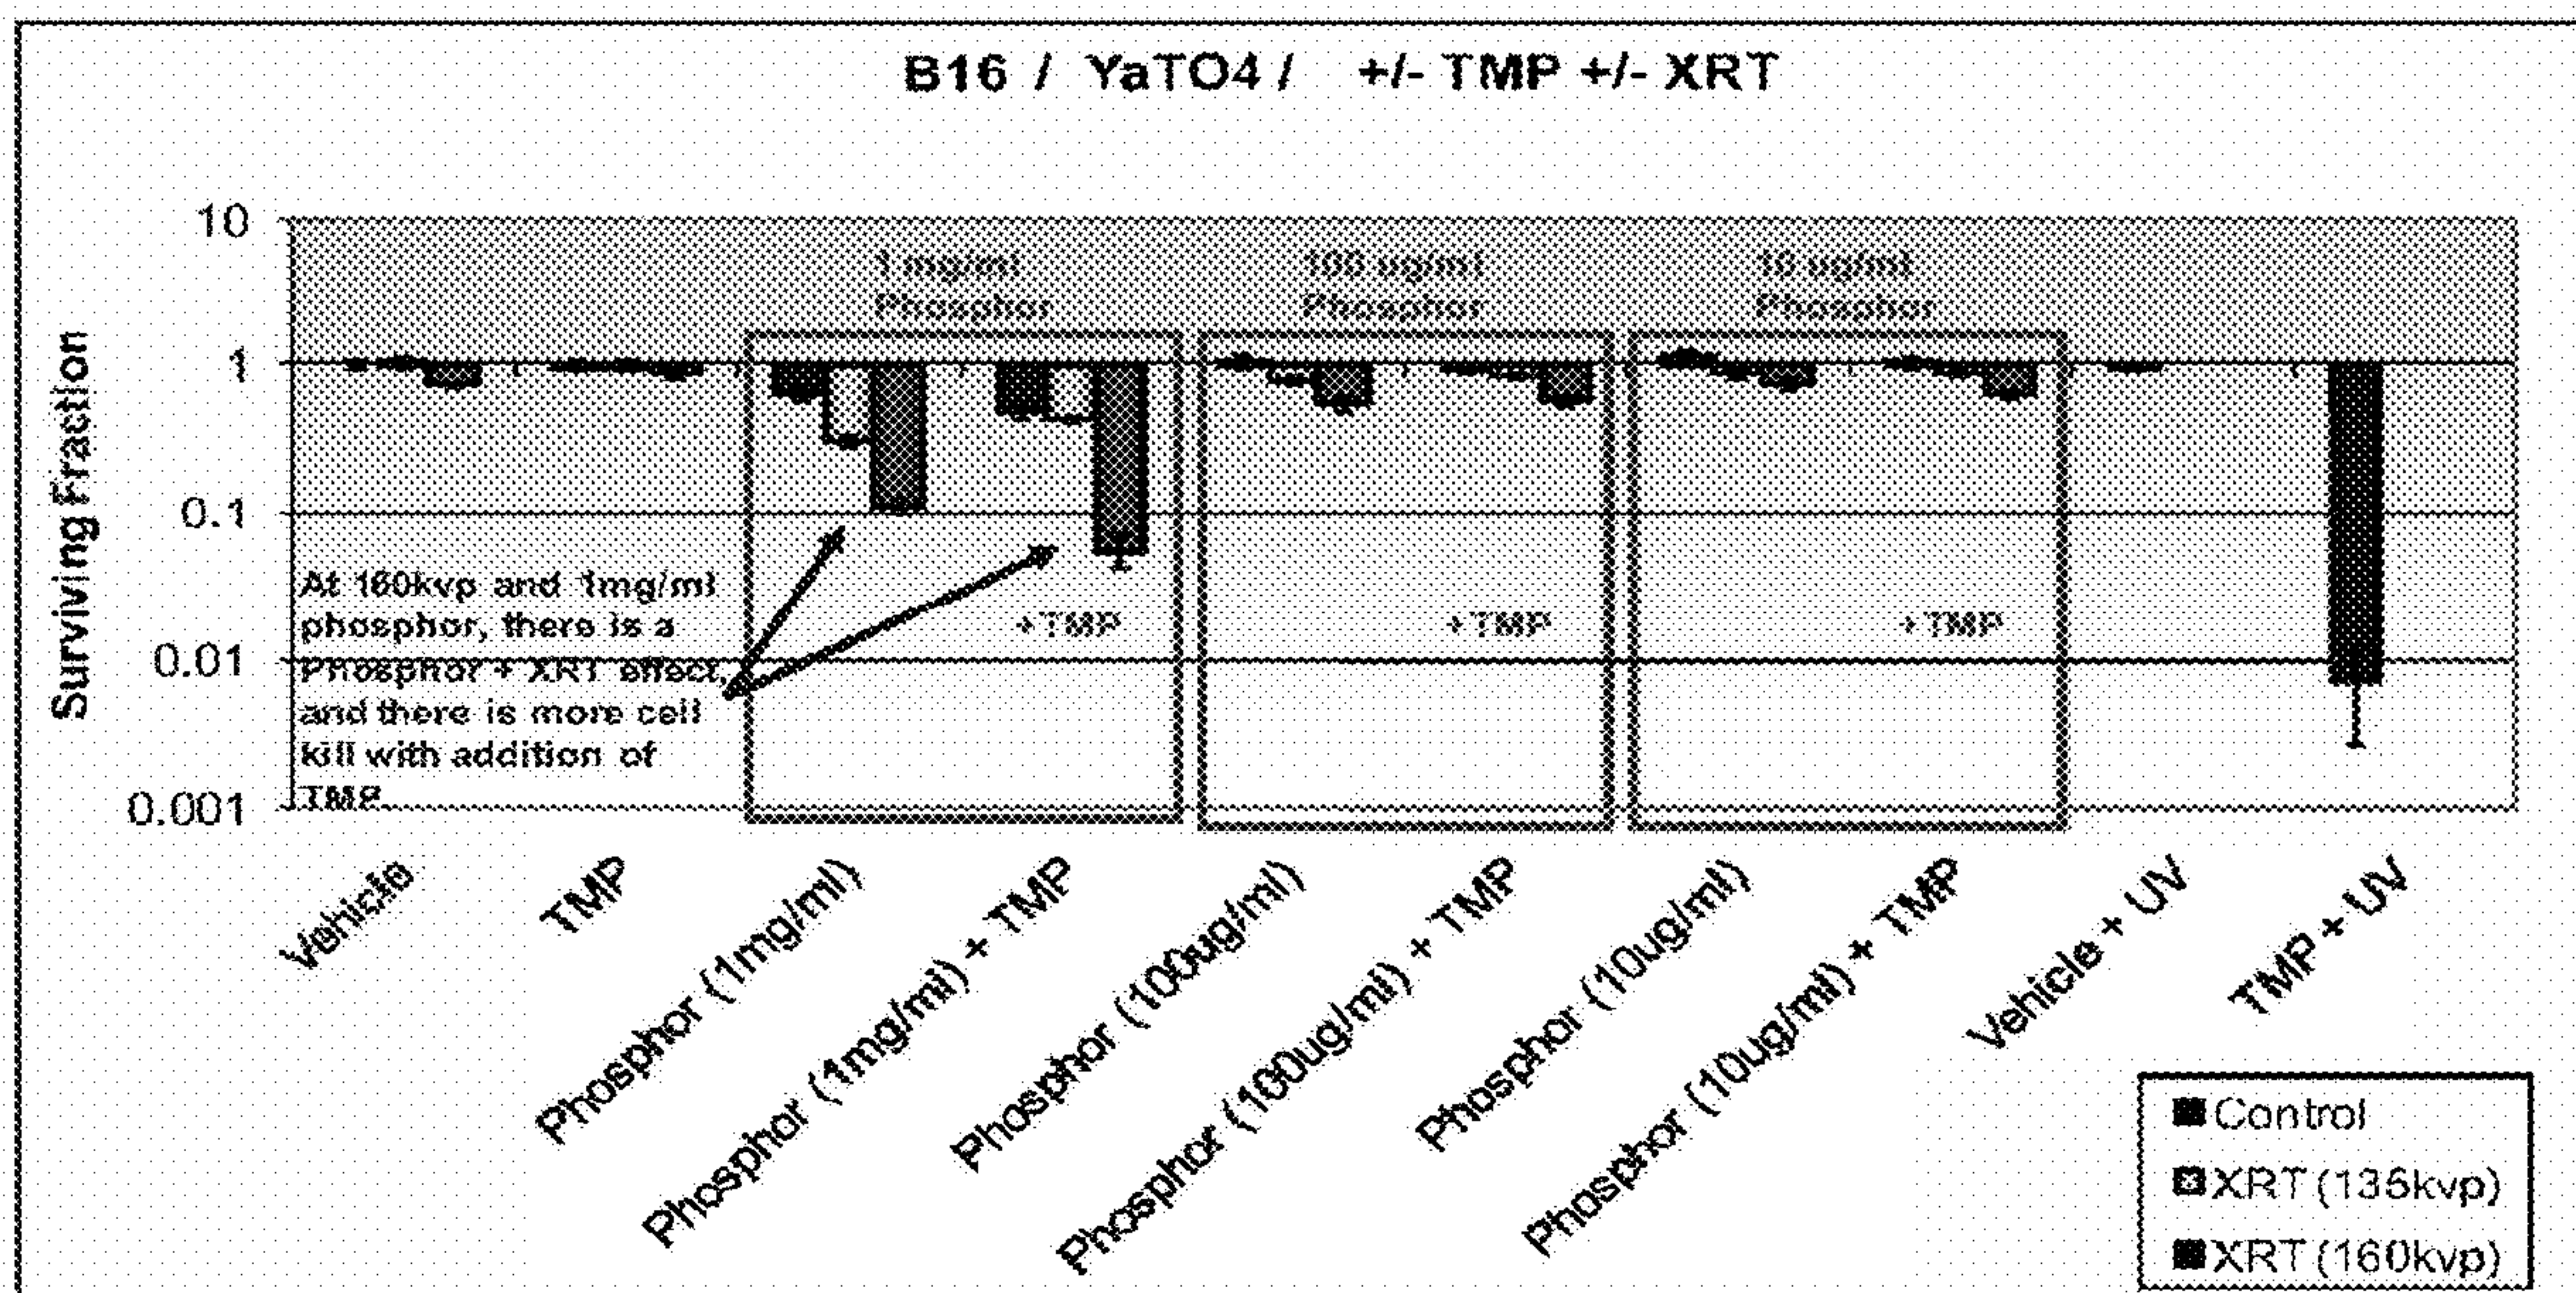 B16 / YaTO4 / +/- TMP +/- XRT
Surviving Fraction
10
1
0.1
0.01
0.001
1 mg/ml
Phosphor
100 ug/ml
Phosphor
10 ug/ml
Phosphor
At 160kvp and 1mg/ml
phosphor, there is a
Phosphor + XRT effect,
and there is more cell
kill with addition of
TMP.
+TMP
+TMP
+TMP
Vehicle
TMP
Phosphor (1mg/ml)
Phosphor (1mg/ml) + TMP
Phosphor (100ug/ml)
Phosphor (100ug/ml) + TMP
Phosphor (10ug/ml)
Phosphor (10ug/ml) + TMP
Vehicle + UV
TMP + UV
Control
XRT (135kvp)
XRT (160kvp)